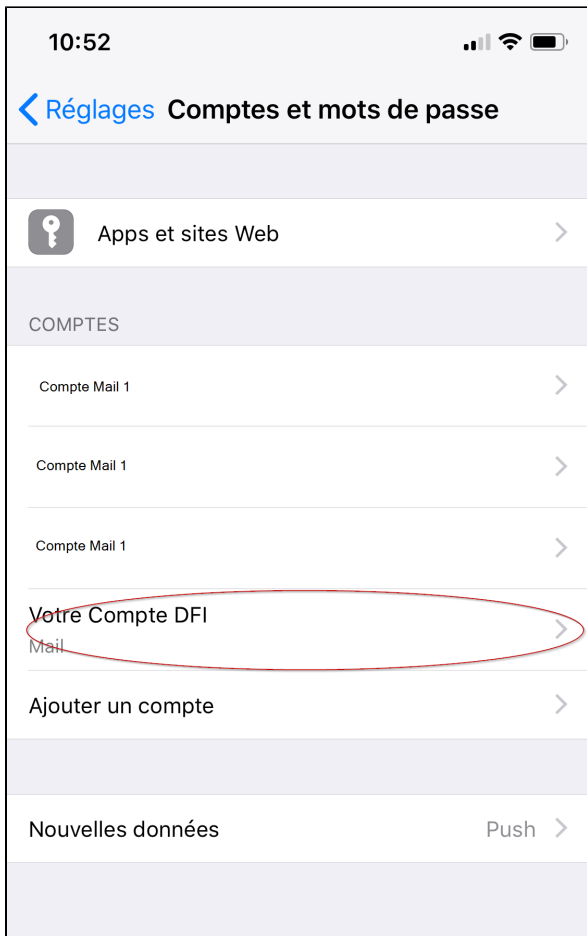 10:52
Réglages Comptes et mots de passe
Apps et sites Web
COMPTES
Compte Mail 1
Compte Mail 1
Compte Mail 1
Votre Compte DFI
Mail
Ajouter un compte
Nouvelles données Push